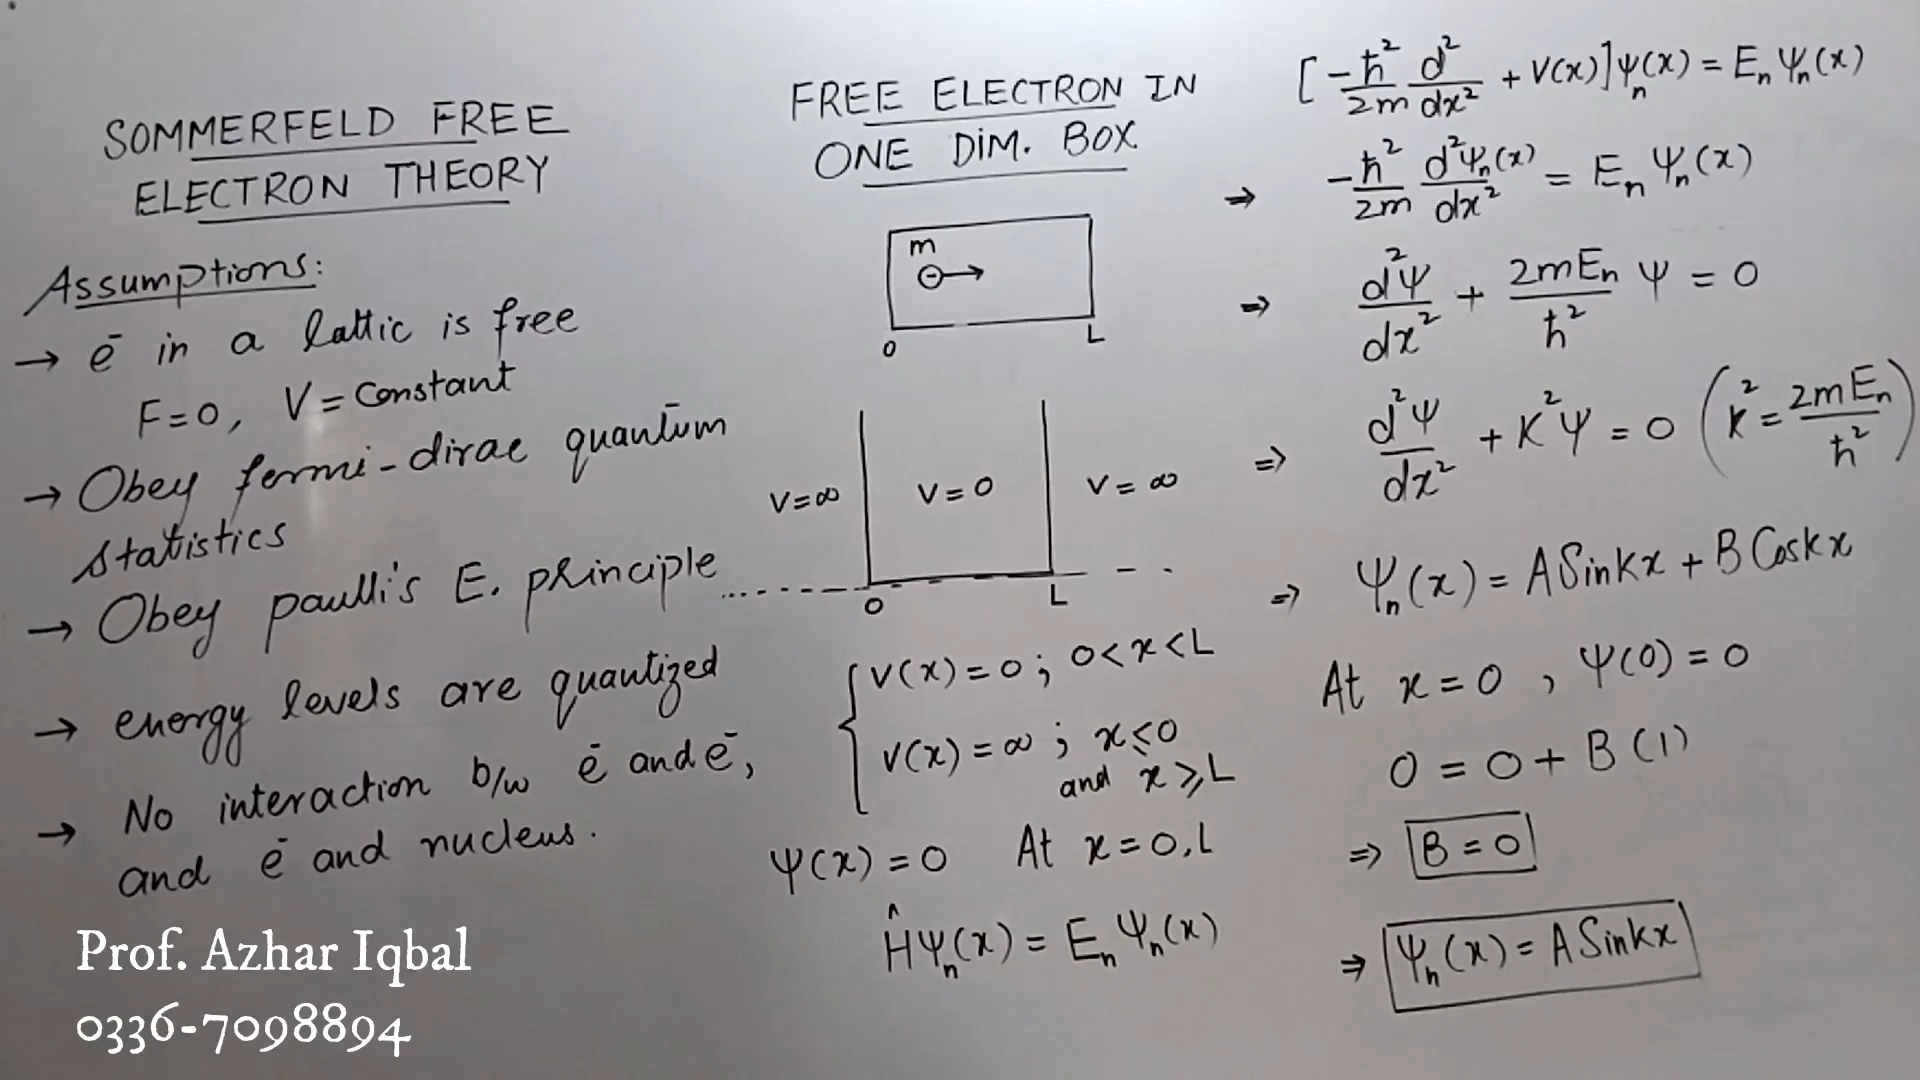 SOMMERFELD FREE
ELECTRON THEORY
Assumptions:
→ ē in a lattic is free
F=0, V=Constant
→ Obey fermi-dirac quantum
statistics
→ Obey paulli's E. principle
→ energy levels are quantized
→ No interaction b/w ē and ē,
and ē and nucleus.
Prof. Azhar Iqbal
0336-7098894
FREE ELECTRON IN
ONE DIM. BOX
m
0 L
V=∞ V=0 V=∞
0 L
V(x)=0; 0<x<L
V(x)=∞; x≤0
and x≥L
Ψ(x)=0 At x=0,L
ĤΨₙ(x) = EₙΨₙ(x)
[-ħ²/2m d²/dx² + V(x)]Ψₙ(x) = EₙΨₙ(x)
⇒ -ħ²/2m d²Ψₙ(x)/dx² = EₙΨₙ(x)
⇒ d²Ψ/dx² + 2mEₙ/ħ² Ψ = 0
⇒ d²Ψ/dx² + K²Ψ = 0 (K² = 2mEₙ/ħ²)
⇒ Ψₙ(x) = A Sinkx + B Coskx
At x=0, Ψ(0)=0
0 = 0 + B(1)
⇒ B=0
⇒ Ψₙ(x) = A Sinkx